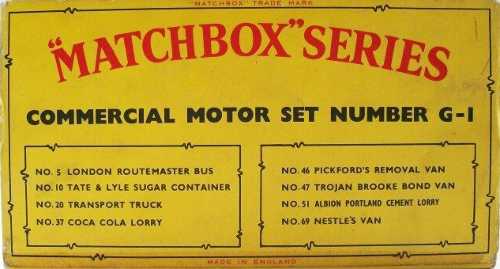 "MATCHBOX" TRADE MARK
"MATCHBOX" SERIES
COMMERCIAL MOTOR SET NUMBER G-1
NO. 5 LONDON ROUTEMASTER BUS
NO. 10 TATE & LYLE SUGAR CONTAINER
NO. 20 TRANSPORT TRUCK
NO. 37 COCA COLA LORRY
NO. 46 PICKFORD'S REMOVAL VAN
NO. 47 TROJAN BROOKE BOND VAN
NO. 51 ALBION PORTLAND CEMENT LORRY
NO. 69 NESTLE'S VAN
MADE IN ENGLAND